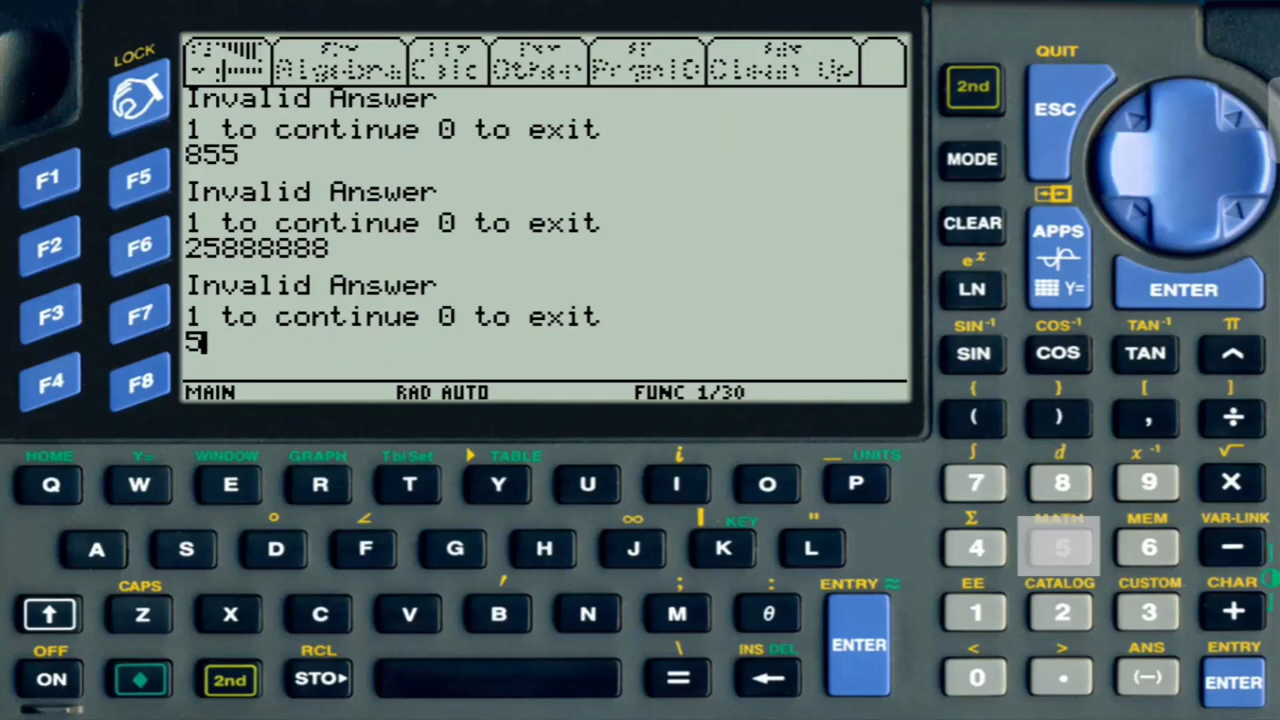 LOCK
Algebra Calc Other PrgmIO Clean Up
Invalid Answer
1 to continue 0 to exit
855
Invalid Answer
1 to continue 0 to exit
25888888
Invalid Answer
1 to continue 0 to exit
5
MAIN RAD AUTO FUNC 1/30
F1 F5
F2 F6
F3 F7
F4 F8
QUIT
2nd ESC
MODE
CLEAR APPS
Y=
e^x
LN ENTER
SIN⁻¹ COS⁻¹ TAN⁻¹ π
SIN COS TAN ^
{ } [ ]
( ) , ÷
∫ d x⁻¹ √
7 8 9 X
Σ MATH MEM VAR-LINK
4 5 6 −
EE CATALOG CUSTOM CHAR
1 2 3 +
< > ANS ENTRY
0 . (−) ENTER
HOME Y= WINDOW GRAPH TblSet ▶ TABLE i _ UNITS
Q W E R T Y U I O P
° ∠ ∞ | KEY "
A S D F G H J K L
CAPS ' ; : ENTRY ≈
↑ Z X C V B N M θ ENTER
OFF RCL \ INS DEL
ON ◆ 2nd STO▶ = ←